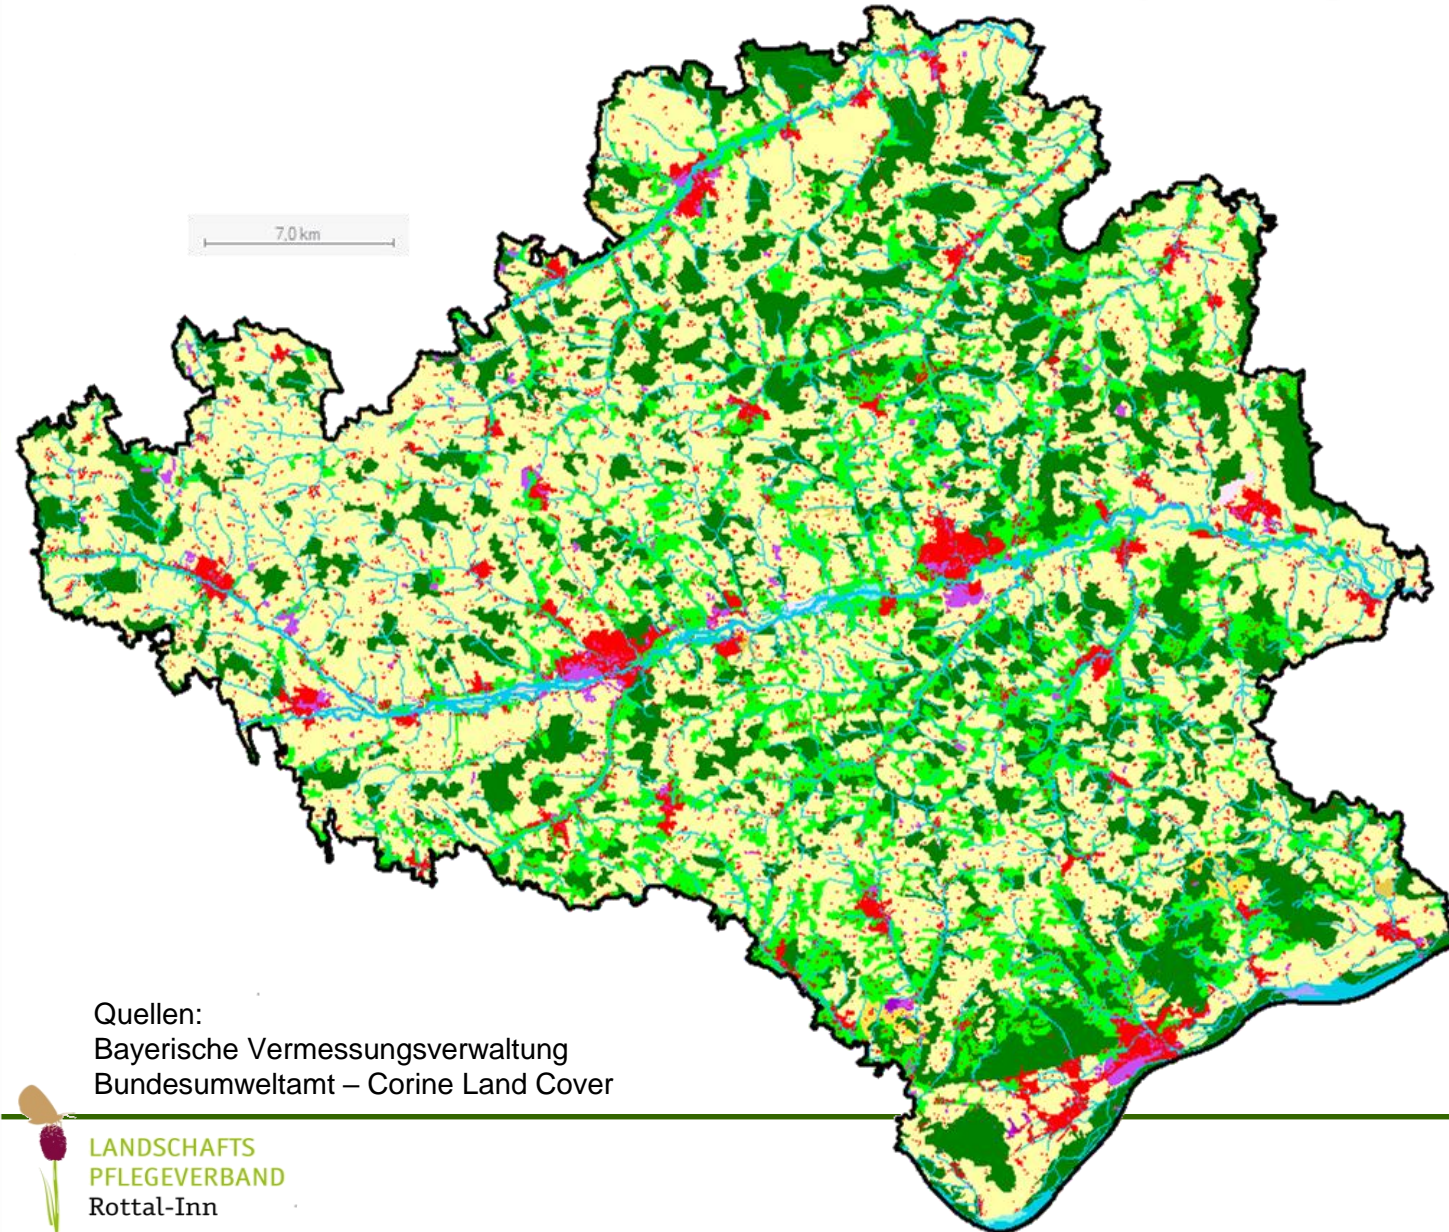 7,0 km
Quellen:
Bayerische Vermessungsverwaltung
Bundesumweltamt – Corine Land Cover
LANDSCHAFTS
PFLEGEVERBAND
Rottal-Inn